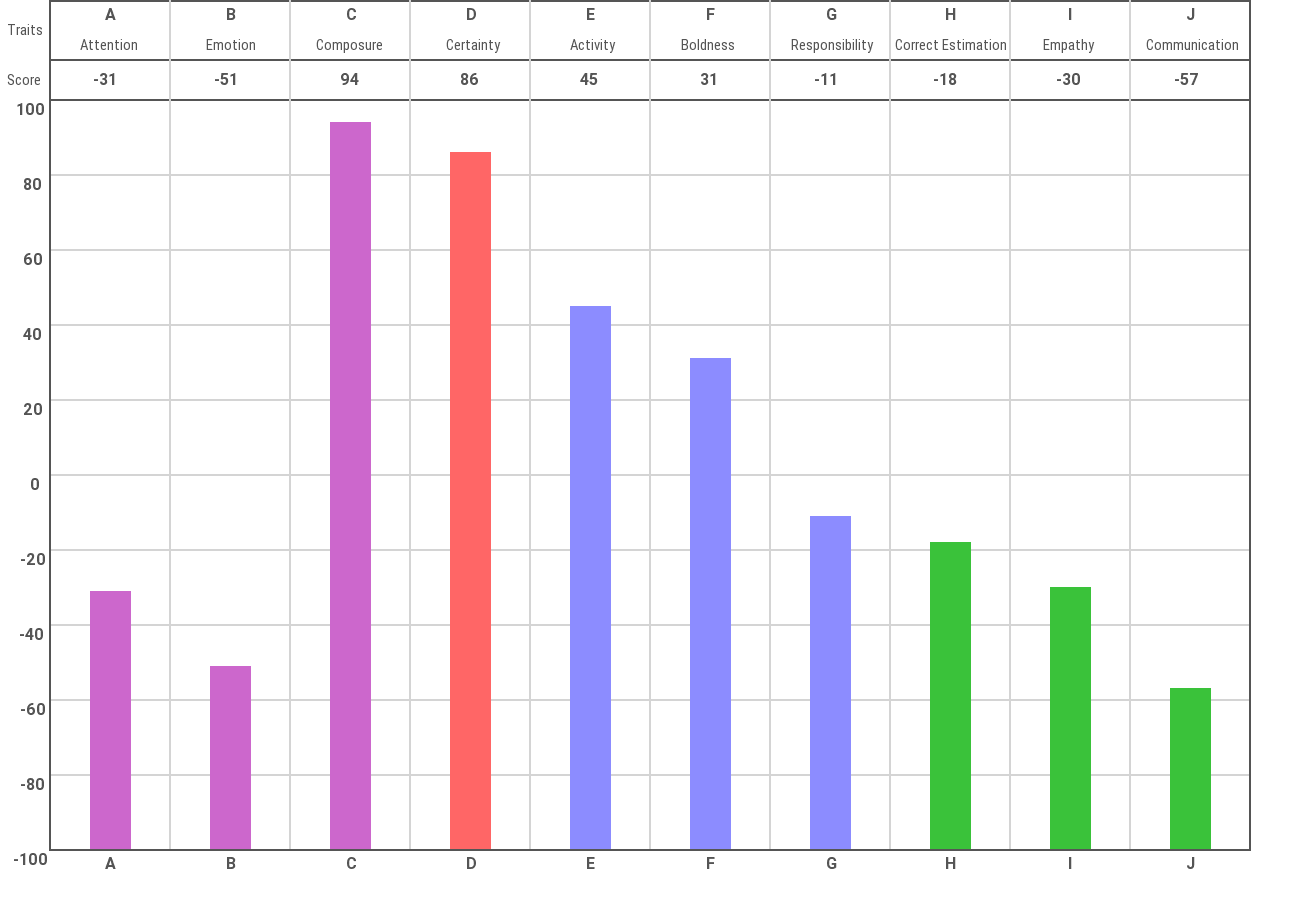 A B C D E F G H I J
Traits
Attention Emotion Composure Certainty Activity Boldness Responsibility Correct Estimation Empathy Communication
Score -31 -51 94 86 45 31 -11 -18 -30 -57
100
80
60
40
20
0
-20
-40
-60
-80
-100
A B C D E F G H I J